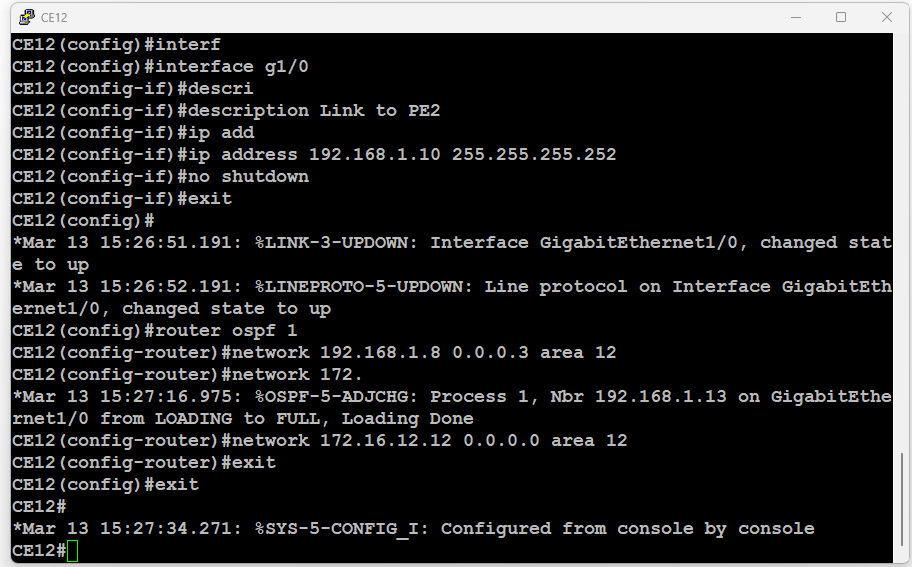 CE12
CE12(config)#interf
CE12(config)#interface g1/0
CE12(config-if)#descri
CE12(config-if)#description Link to PE2
CE12(config-if)#ip add
CE12(config-if)#ip address 192.168.1.10 255.255.255.252
CE12(config-if)#no shutdown
CE12(config-if)#exit
CE12(config)#
*Mar 13 15:26:51.191: %LINK-3-UPDOWN: Interface GigabitEthernet1/0, changed stat
e to up
*Mar 13 15:26:52.191: %LINEPROTO-5-UPDOWN: Line protocol on Interface GigabitEth
ernet1/0, changed state to up
CE12(config)#router ospf 1
CE12(config-router)#network 192.168.1.8 0.0.0.3 area 12
CE12(config-router)#network 172.
*Mar 13 15:27:16.975: %OSPF-5-ADJCHG: Process 1, Nbr 192.168.1.13 on GigabitEthe
rnet1/0 from LOADING to FULL, Loading Done
CE12(config-router)#network 172.16.12.12 0.0.0.0 area 12
CE12(config-router)#exit
CE12(config)#exit
CE12#
*Mar 13 15:27:34.271: %SYS-5-CONFIG_I: Configured from console by console
CE12#